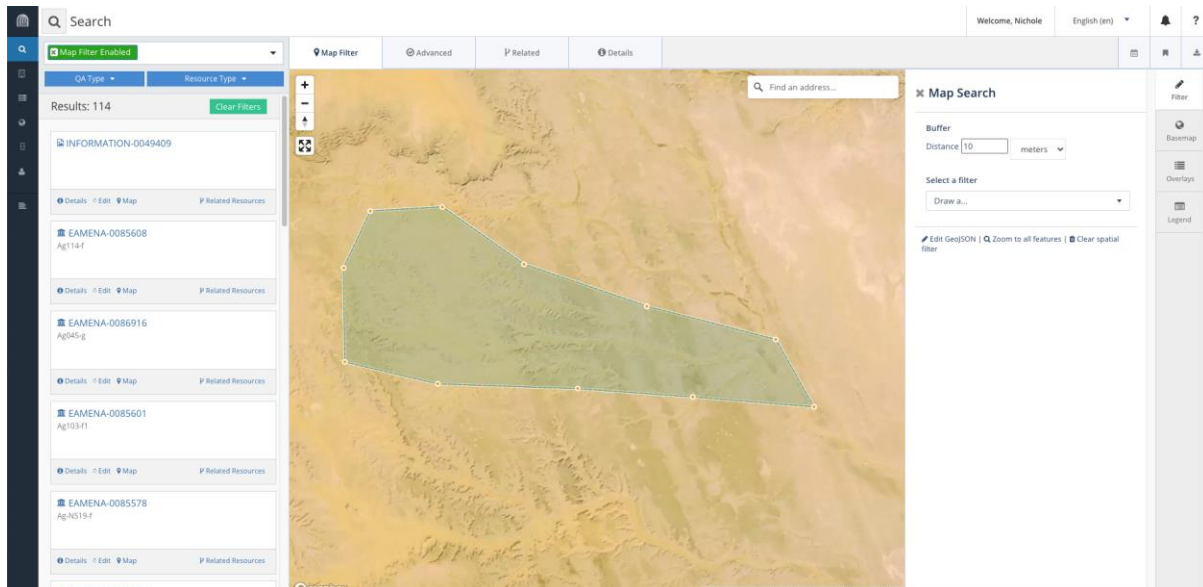 Search
Welcome, Nichole
English (en)
?
Map Filter Enabled
Map Filter
Advanced
Related
Details
QA Type
Resource Type
Results: 114
Clear Filters
INFORMATION-0049409
Details Edit Map Related Resources
EAMENA-0085608
Ag114-f
Details Edit Map Related Resources
EAMENA-0086916
Ag045-g
Details Edit Map Related Resources
EAMENA-0085601
Ag103-f1
Details Edit Map Related Resources
EAMENA-0085578
Ag-NS19-f
Details Edit Map Related Resources
Find an address...
Map Search
Buffer
Distance 10 meters
Select a filter
Draw a...
Edit GeoJSON | Zoom to all features | Clear spatial
filter
Filter
Basemap
Overlays
Legend